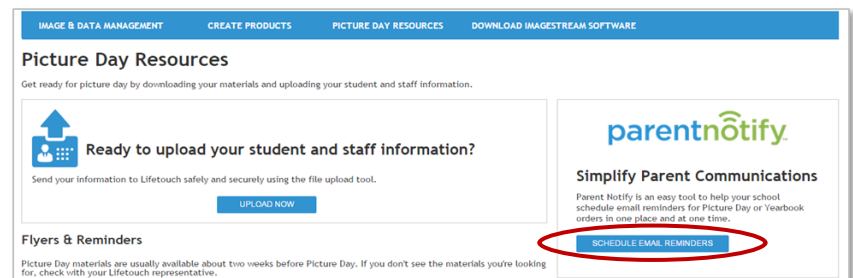 IMAGE & DATA MANAGEMENT CREATE PRODUCTS PICTURE DAY RESOURCES DOWNLOAD IMAGESTREAM SOFTWARE
Picture Day Resources
Get ready for picture day by downloading your materials and uploading your student and staff information.
Ready to upload your student and staff information?
Send your information to Lifetouch safely and securely using the file upload tool.
UPLOAD NOW
Flyers & Reminders
Picture Day materials are usually available about two weeks before Picture Day. If you don't see the materials you're looking
for, check with your Lifetouch representative.
parentnotify
Simplify Parent Communications
Parent Notify is an easy tool to help your school
schedule email reminders for Picture Day or Yearbook
orders in one place and at one time.
SCHEDULE EMAIL REMINDERS